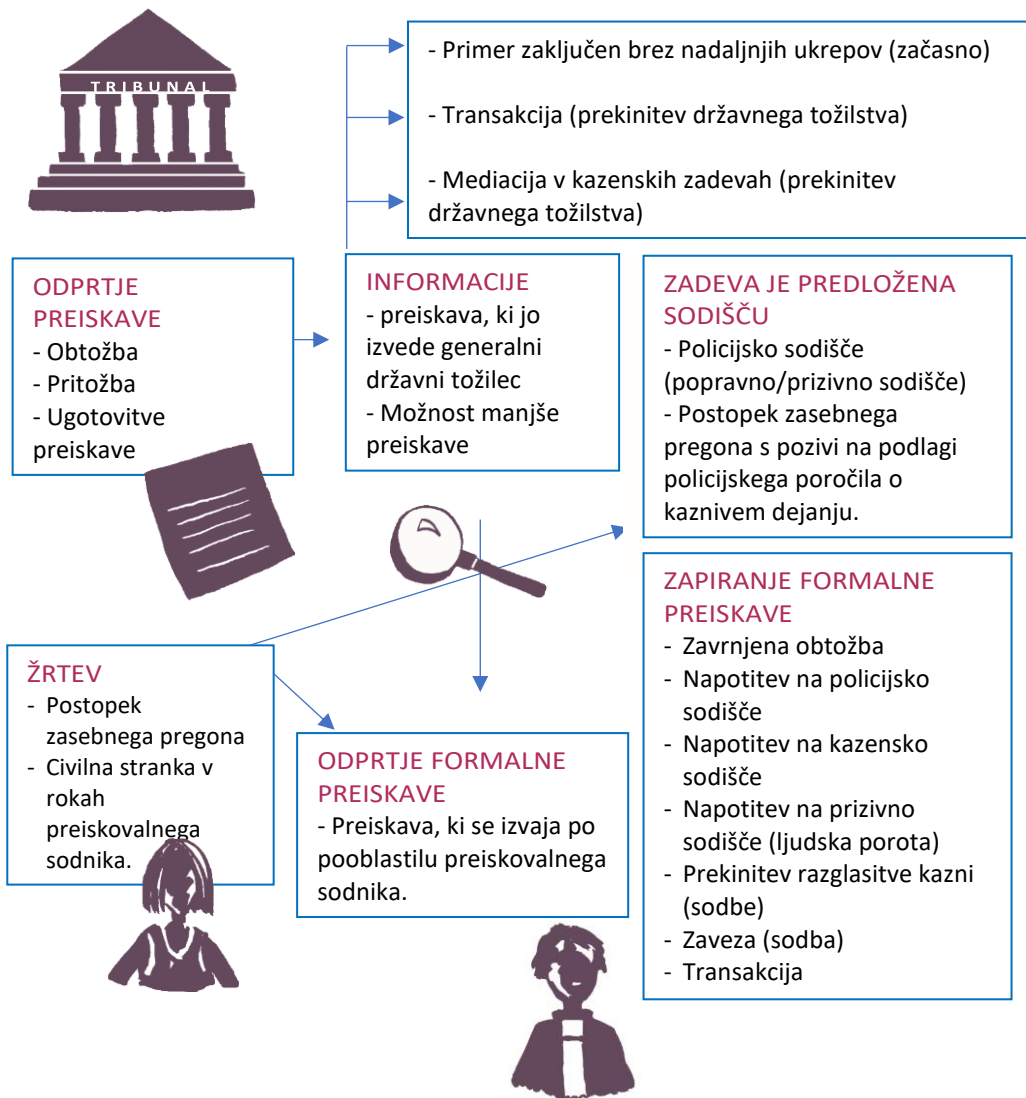 TRIBUNAL
- Primer zaključen brez nadaljnjih ukrepov (začasno)
- Transakcija (prekinitev državnega tožilstva)
- Mediacija v kazenskih zadevah (prekinitev
državnega tožilstva)
ODPRTJE
PREISKAVE
- Obtožba
- Pritožba
- Ugotovitve
preiskave
INFORMACIJE
- preiskava, ki jo
izvede generalni
državni tožilec
- Možnost manjše
preiskave
ZADEVA JE PREDLOŽENA
SODIŠČU
- Policijsko sodišče
(popravno/prizivno sodišče)
- Postopek zasebnega
pregona s pozivi na podlagi
policijskega poročila o
kaznivem dejanju.
ŽRTEV
- Postopek
zasebnega pregona
- Civilna stranka v
rokah
preiskovalnega
sodnika.
ODPRTJE FORMALNE
PREISKAVE
- Preiskava, ki se izvaja po
pooblastilu preiskovalnega
sodnika.
ZAPIRANJE FORMALNE
PREISKAVE
- Zavrnjena obtožba
- Napotitev na policijsko
sodišče
- Napotitev na kazensko
sodišče
- Napotitev na prizivno
sodišče (ljudska porota)
- Prekinitev razglasitve kazni
(sodbe)
- Zaveza (sodba)
- Transakcija